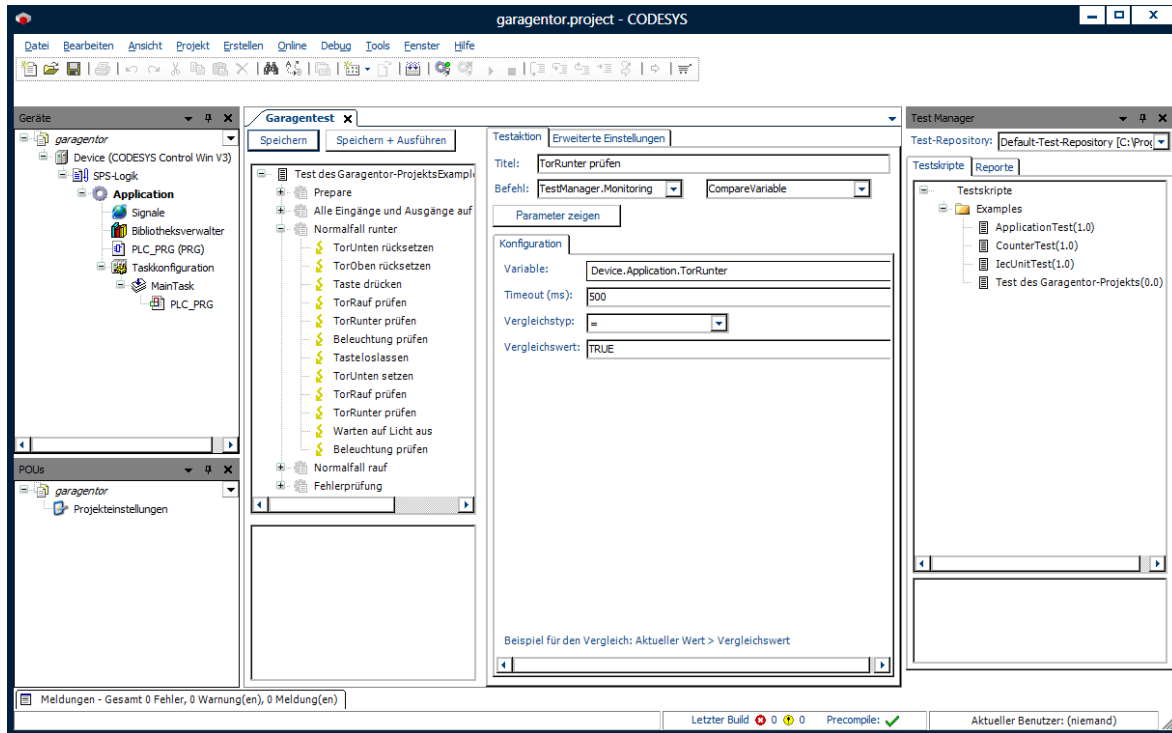 garagentor.project - CODESYS
Datei Bearbeiten Ansicht Projekt Erstellen Online Debug Tools Fenster Hilfe
Geräte
garagentor
Device (CODESYS Control Win V3)
SPS-Logik
Application
Signale
Bibliotheksverwalter
PLC_PRG (PRG)
Taskkonfiguration
MainTask
PLC_PRG
POUs
garagentor
Projekteinstellungen
Garagentest
Speichern Speichern + Ausführen
Test des Garagentor-ProjektsExampl
Prepare
Alle Eingänge und Ausgänge auf
Normalfall runter
TorUnten rücksetzen
TorOben rücksetzen
Taste drücken
TorRauf prüfen
TorRunter prüfen
Beleuchtung prüfen
Tasteloslassen
TorUnten setzen
TorRauf prüfen
TorRunter prüfen
Warten auf Licht aus
Beleuchtung prüfen
Normalfall rauf
Fehlerprüfung
Testaktion Erweiterte Einstellungen
Titel: TorRunter prüfen
Befehl: TestManager.Monitoring CompareVariable
Parameter zeigen
Konfiguration
Variable: Device.Application.TorRunter
Timeout (ms): 500
Vergleichstyp: =
Vergleichswert: TRUE
Beispiel für den Vergleich: Aktueller Wert > Vergleichswert
Test Manager
Test-Repository: Default-Test-Repository [C:\Prog
Testskripte Reporte
Testskripte
Examples
ApplicationTest(1.0)
CounterTest(1.0)
IecUnitTest(1.0)
Test des Garagentor-Projekts(0.0)
Meldungen - Gesamt 0 Fehler, 0 Warnung(en), 0 Meldung(en)
Letzter Build 0 0 Precompile: Aktueller Benutzer: (niemand)